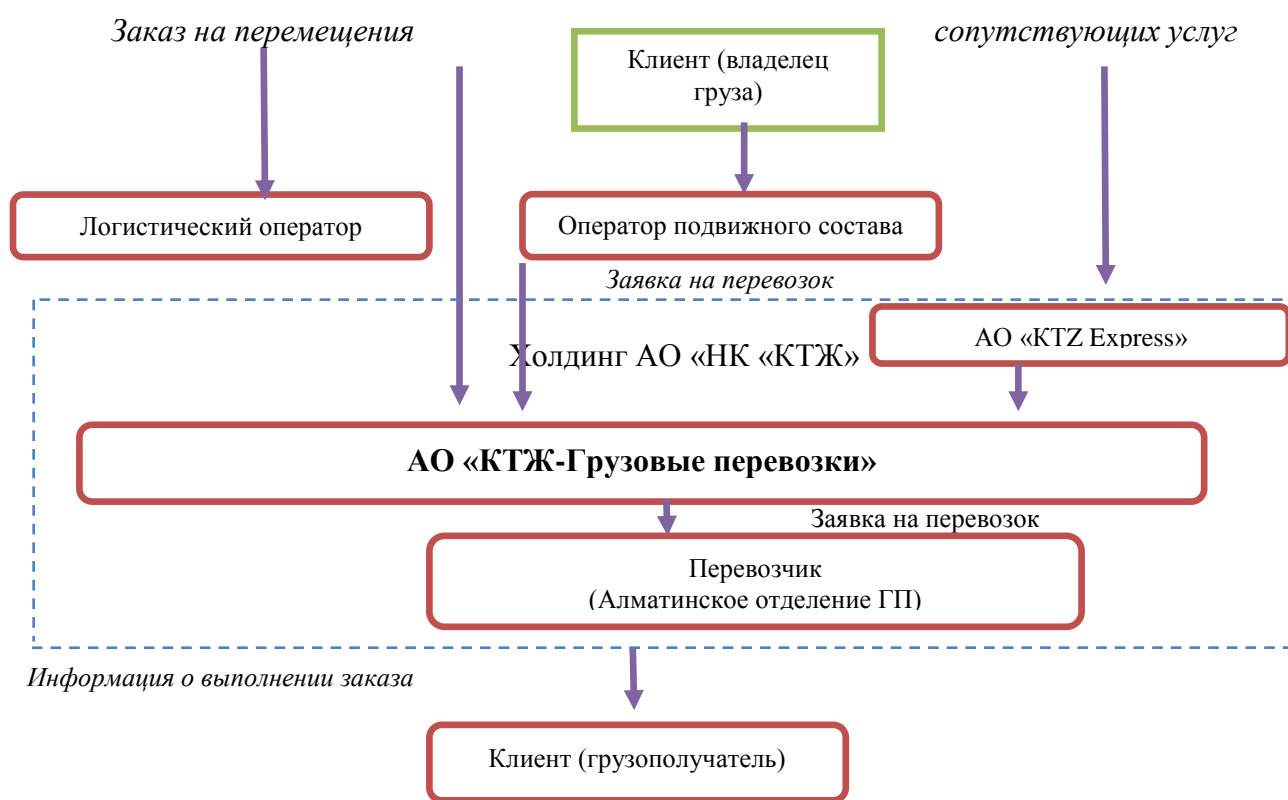 Заказ на перемещения
сопутствующих услуг
Клиент (владелец
груза)
Логистический оператор
Оператор подвижного состава
Заявка на перевозок
АО «KTZ Express»
Холдинг АО «НК «КТЖ»
АО «КТЖ-Грузовые перевозки»
Заявка на перевозок
Перевозчик
(Алматинское отделение ГП)
Информация о выполнении заказа
Клиент (грузополучатель)